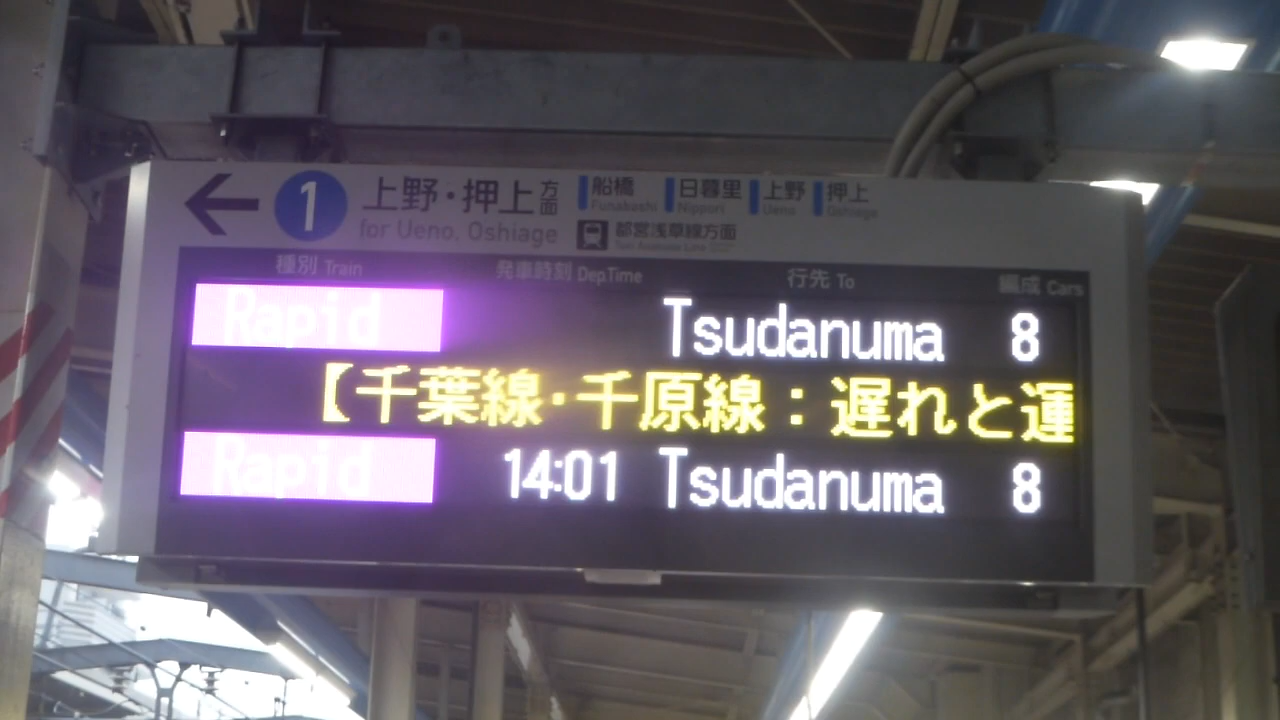 ← 1 上野・押上方面 船橋 日暮里 上野 押上
Funabashi Nippori Ueno Oshiage
for Ueno, Oshiage 都営浅草線方面
種別 Train 発車時刻 Dep.Time 行先 To 編成 Cars
Rapid Tsudanuma 8
【千葉線・千原線：遅れと運
Rapid 14:01 Tsudanuma 8